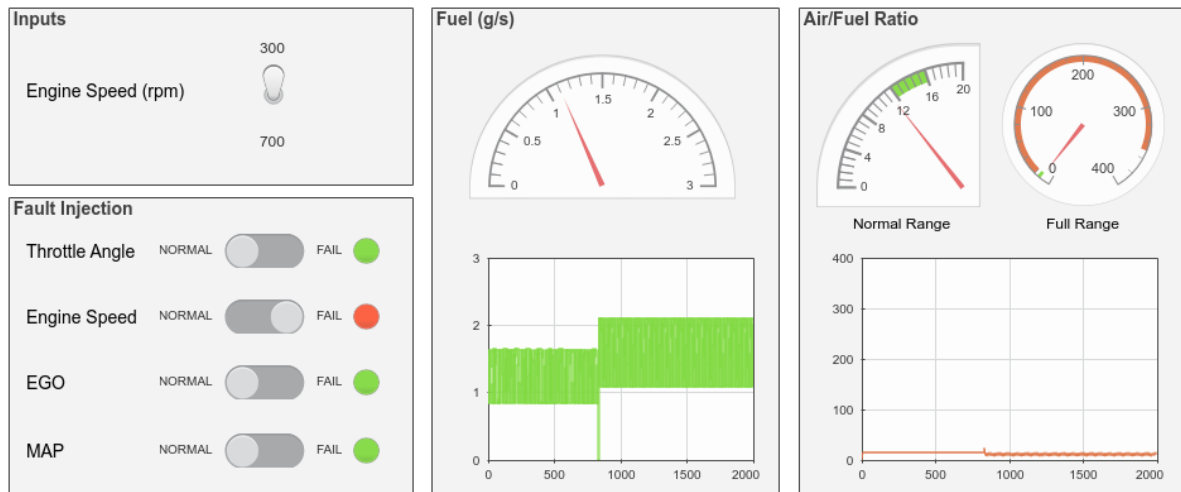 Inputs
300
Engine Speed (rpm)
700
Fault Injection
Throttle Angle NORMAL FAIL
Engine Speed NORMAL FAIL
EGO NORMAL FAIL
MAP NORMAL FAIL
Fuel (g/s)
0 0.5 1 1.5 2 2.5 3
3
2
1
0
0 500 1000 1500 2000
Air/Fuel Ratio
0 4 8 12 16 20
Normal Range
0 100 200 300 400
Full Range
400
300
200
100
0
0 500 1000 1500 2000